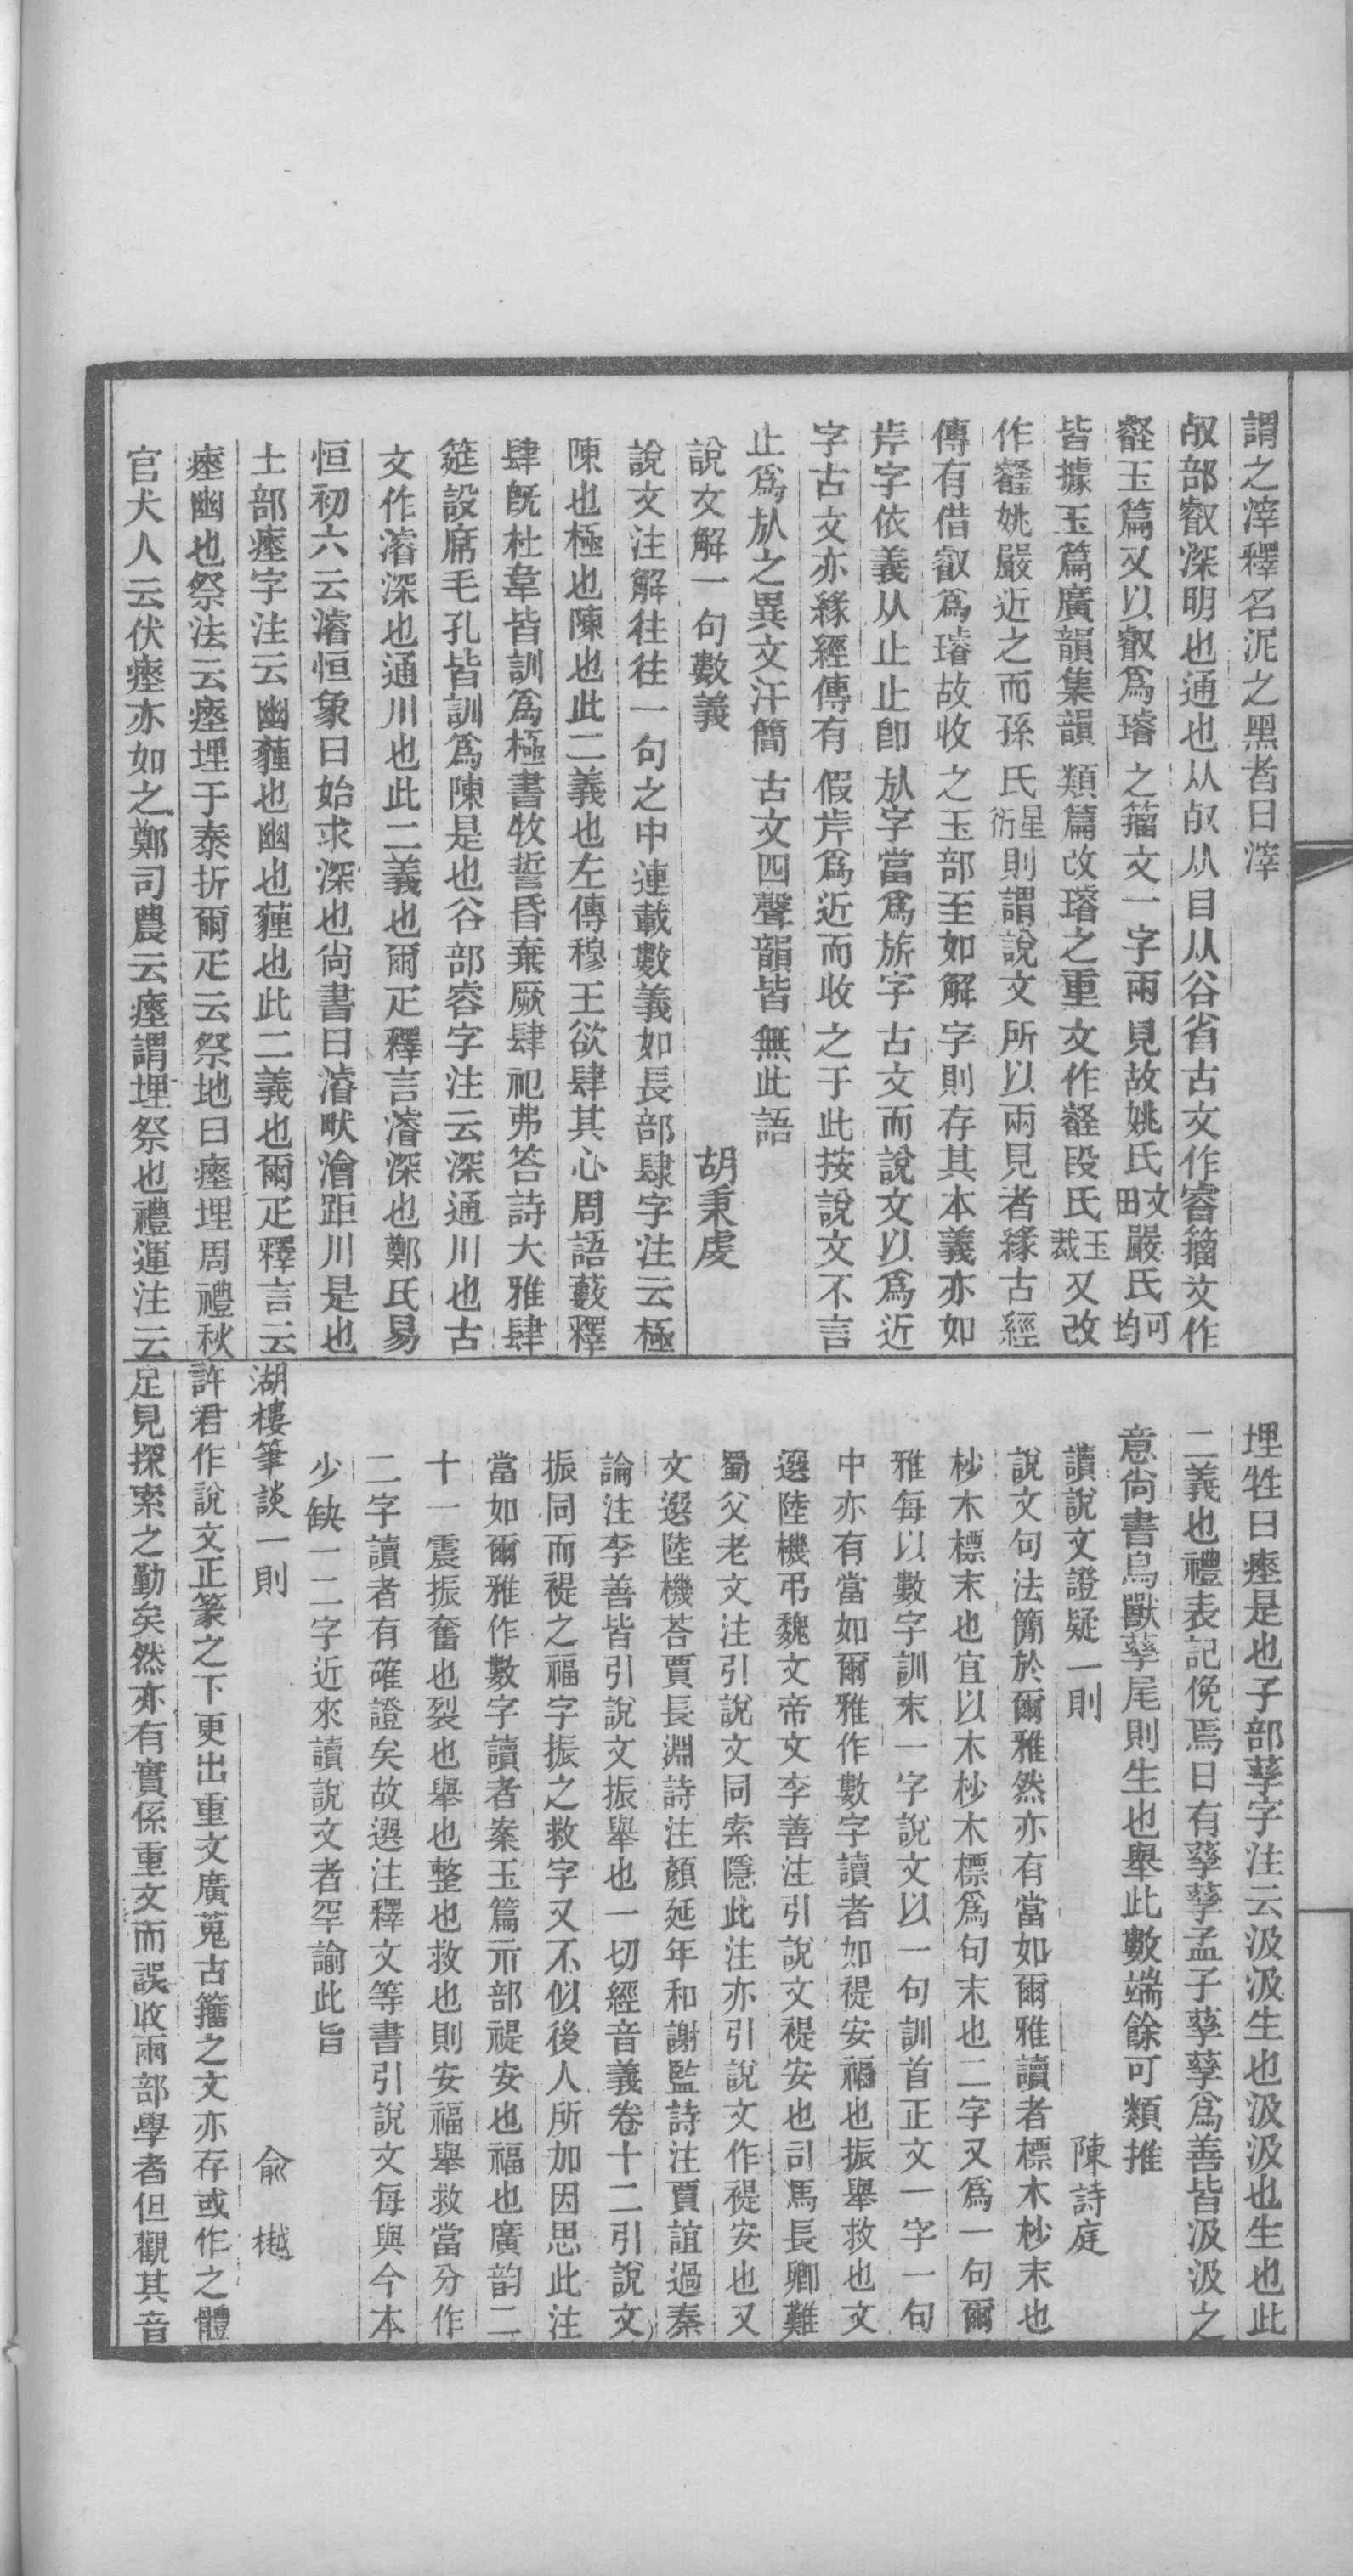 謂之滓釋名泥之黑者曰滓
𣦼部叡深明也通也从𣦼从目从谷省古文作睿籀文作
壡玉篇又以叡爲璿之籀文一字兩見故姚氏文田嚴氏可均
皆據玉篇廣韻集韻類篇改璿之重文作壡段氏玉裁又改
作壡姚嚴近之而孫氏星衍則謂說文所以兩見者緣古經
傳有借叡爲璿故收之玉部至如解字則存其本義亦如
𣥐字依義从止止卽㫃字當爲旂字古文而說文以爲近
字古文亦緣經傳有假𣥐爲近而收之于此按說文不言
止爲㫃之異文汗簡古文四聲韻皆無此語
說文解一句數義　胡秉虔
說文注解往往一句之中連載數義如長部肆字注云極
陳也極也陳也此二義也左傳穆王欲肆其心周語藪釋
肆旣杜韋皆訓爲極書牧誓昏棄厥肆祀弗答詩大雅肆
筵設席毛孔皆訓爲陳是也谷部容字注云深通川也古
文作濬深也通川也此二義也爾疋釋言濬深也鄭氏易
恒初六云濬恒象曰始求深也尙書曰濬畎澮距川是也
土部瘞字注云幽薶也幽也薶也此二義也爾疋釋言云
瘞幽也祭法云瘞埋于泰折爾疋云祭地曰瘞埋周禮秋
官犬人云伏瘞亦如之鄭司農云瘞謂埋祭也禮運注云
埋牲曰瘞是也子部孳字注云汲汲生也汲汲也生也此
二義也禮表記俛焉日有孳孳孟子孳孳爲善皆汲汲之
意尙書鳥獸孳尾則生也舉此數端餘可類推
讀說文證疑一則　陳詩庭
說文句法簡於爾雅然亦有當如爾雅讀者標木杪末也
杪木標末也宜以木杪木標爲句末也二字又爲一句爾
雅每以數字訓末一字說文以一句訓首正文一字一句
中亦有當如爾雅作數字讀者如禔安福也振舉救也文
選陸機弔魏文帝文李善注引說文禔安也司馬長卿難
蜀父老文注引說文同索隱此注亦引說文作禔安也又
文選陸機荅賈長淵詩注顏延年和謝監詩注賈誼過秦
論注李善皆引說文振舉也一切經音義卷十二引說文
振同而禔之福字振之救字又不似後人所加因思此注
當如爾雅作數字讀者案玉篇示部禔安也福也廣韵二
十一震振奮也裂也舉也整也救也則安福舉救當分作
二字讀者有確證矣故選注釋文等書引說文每與今本
少缺一二字近來讀說文者罕諭此旨
湖樓筆談一則　俞樾
許君作說文正篆之下更出重文廣蒐古籀之文亦存或作之體
足見探索之勤矣然亦有實係重文而誤收兩部學者但觀其音